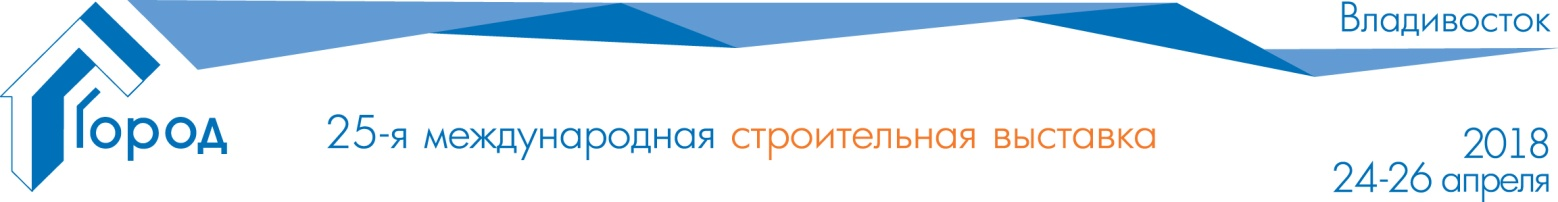 Владивосток
Город
25-я международная строительная выставка
2018
24-26 апреля